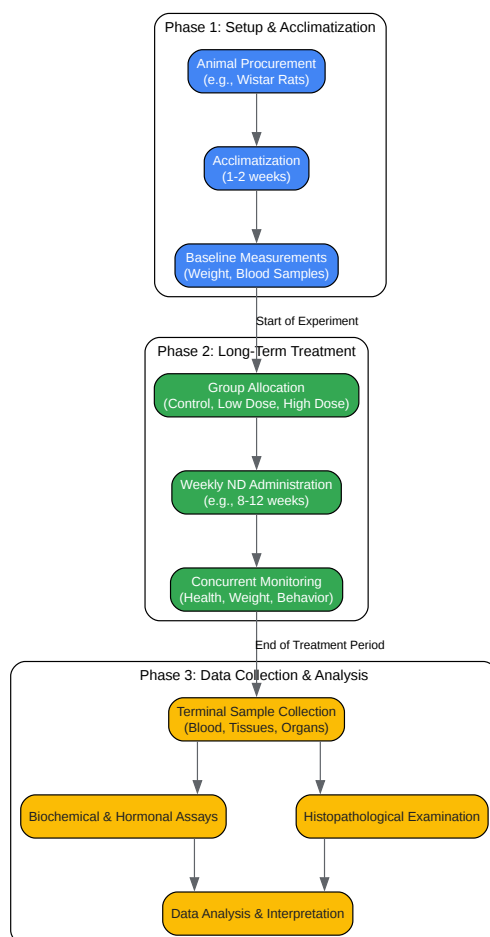 Phase 1: Setup & Acclimatization
Animal Procurement
(e.g., Wistar Rats)
Acclimatization
(1-2 weeks)
Baseline Measurements
(Weight, Blood Samples)
Start of Experiment
Phase 2: Long-Term Treatment
Group Allocation
(Control, Low Dose, High Dose)
Weekly ND Administration
(e.g., 8-12 weeks)
Concurrent Monitoring
(Health, Weight, Behavior)
End of Treatment Period
Phase 3: Data Collection & Analysis
Terminal Sample Collection
(Blood, Tissues, Organs)
Biochemical & Hormonal Assays
Histopathological Examination
Data Analysis & Interpretation